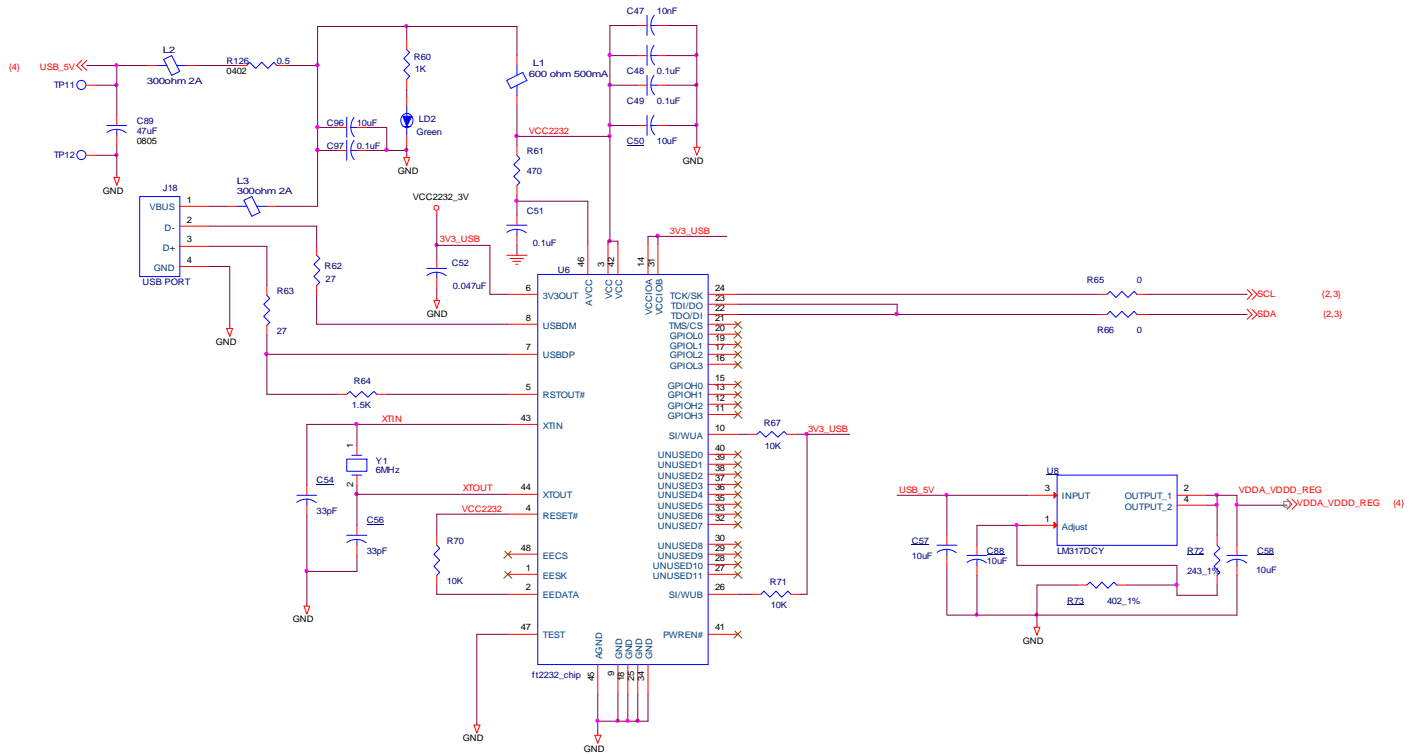 C47 10nF
L2
R126 0.5
0402
300ohm 2A
{4} USB_5V
TP11
C89
47uF
0805
TP12
GND
R60
1K
LD2
Green
C96 10uF
C97 0.1uF
GND
L1
600 ohm 500mA
VCC2232
C48 0.1uF
C49 0.1uF
C50 10uF
GND
R61
470
C51
0.1uF
J18
VBUS 1
D- 2
D+ 3
GND 4
USB PORT
GND
L3
300ohm 2A
VCC2232_3V
3V3_USB
C52
0.047uF
GND
R62
27
R63
27
R64
1.5K
XTIN
Y1
6MHz
1
2
C54
33pF
C56
33pF
GND
XTOUT
VCC2232
R70
10K
GND
U6
46 AVCC
3 VCC
42 VCC
14 VCCIOA
31 VCCIOB
3V3_USB
6 3V3OUT
8 USBDM
7 USBDP
5 RSTOUT#
43 XTIN
44 XTOUT
4 RESET#
48 EECS
1 EESK
2 EEDATA
47 TEST
TCK/SK 24
TDI/DO 23
TDO/DI 22
TMS/CS 21
GPIOL0 20
GPIOL1 19
GPIOL2 17
GPIOL3 16
GPIOH0 15
GPIOH1 13
GPIOH2 12
GPIOH3 11
SI/WUA 10
UNUSED0 40
UNUSED1 39
UNUSED2 38
UNUSED3 37
UNUSED4 36
UNUSED5 35
UNUSED6 33
UNUSED7 32
UNUSED8 30
UNUSED9 29
UNUSED10 28
UNUSED11 27
SI/WUB 26
PWREN# 41
AGND 45
GND 9
GND 18
GND 25
GND 34
ft2232_chip
GND
R65 0
SCL {2,3}
SDA {2,3}
R66 0
R67
10K
3V3_USB
R71
10K
USB_5V
U8
3 INPUT
1 Adjust
OUTPUT_1 2
OUTPUT_2 4
LM317DCY
VDDA_VDDD_REG
VDDA_VDDD_REG {4}
C57
10uF
C88
10uF
R72
243_1%
C58
10uF
R73 402_1%
GND